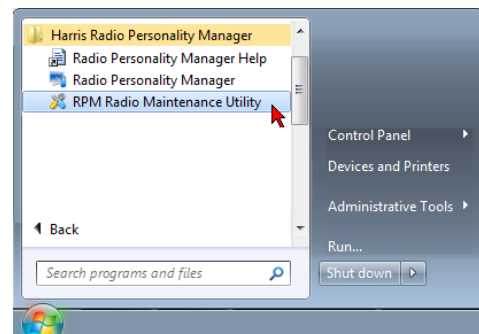 Harris Radio Personality Manager
Radio Personality Manager Help
Radio Personality Manager
RPM Radio Maintenance Utility
Back
Search programs and files
Control Panel
Devices and Printers
Administrative Tools
Run...
Shut down